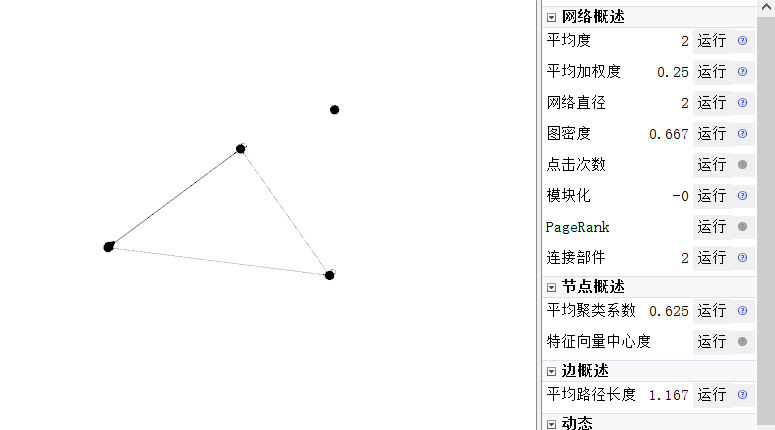 网络概述
平均度 2 运行
平均加权度 0.25 运行
网络直径 2 运行
图密度 0.667 运行
点击次数 运行
模块化 -0 运行
PageRank 运行
连接部件 2 运行
节点概述
平均聚类系数 0.625 运行
特征向量中心度 运行
边概述
平均路径长度 1.167 运行
动态